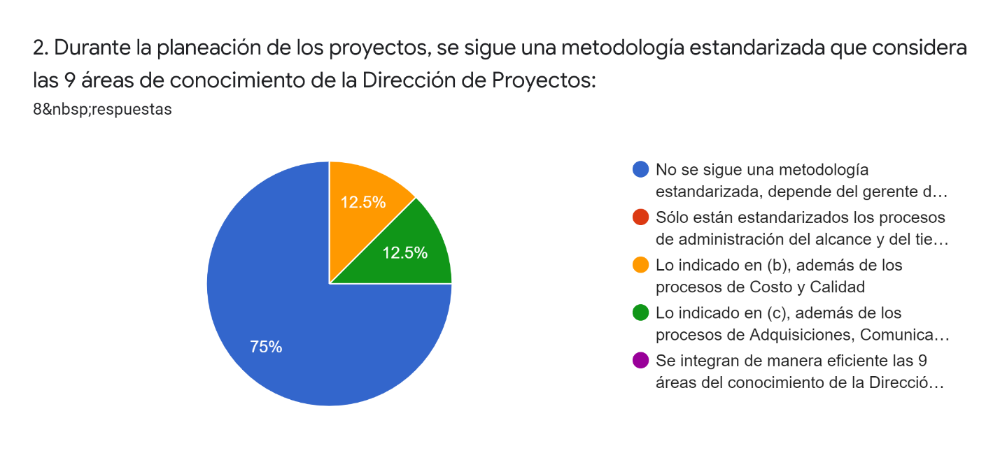 2. Durante la planeación de los proyectos, se sigue una metodología estandarizada que considera
las 9 áreas de conocimiento de la Dirección de Proyectos:
8&nbsp;respuestas
12.5%
12.5%
75%
No se sigue una metodología
estandarizada, depende del gerente d…
Sólo están estandarizados los procesos
de administración del alcance y del tie…
Lo indicado en (b), además de los
procesos de Costo y Calidad
Lo indicado en (c), además de los
procesos de Adquisiciones, Comunica…
Se integran de manera eficiente las 9
áreas del conocimiento de la Direcció…